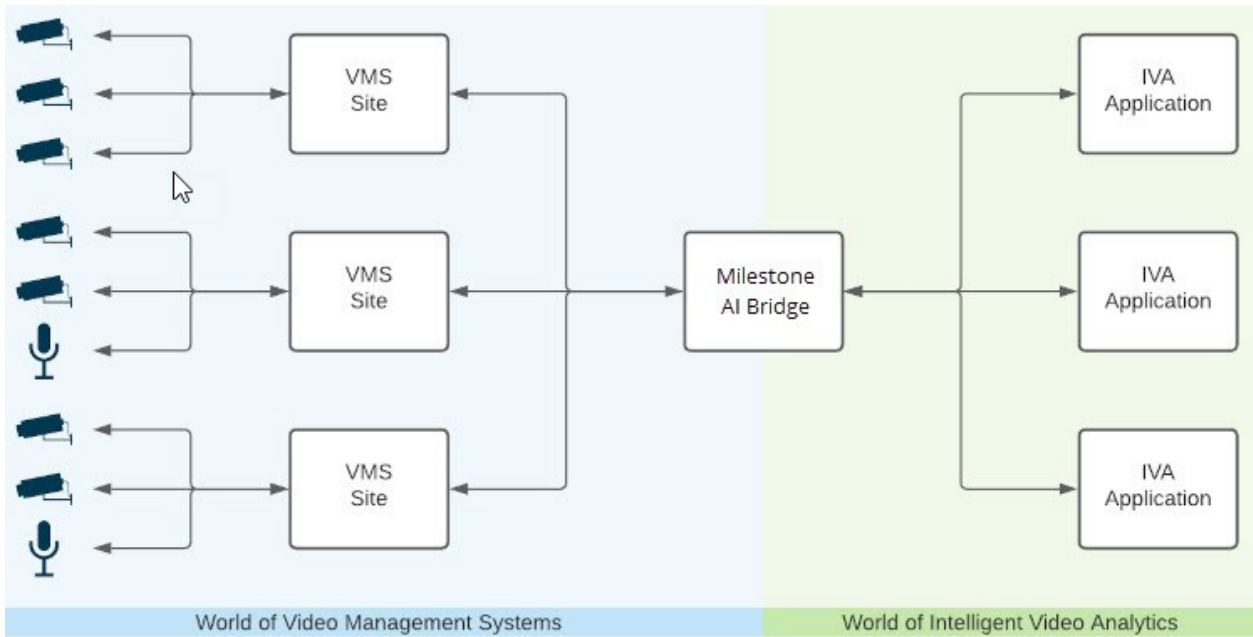 VMS
Site
IVA
Application
VMS
Site
Milestone
AI Bridge
IVA
Application
VMS
Site
IVA
Application
World of Video Management Systems
World of Intelligent Video Analytics